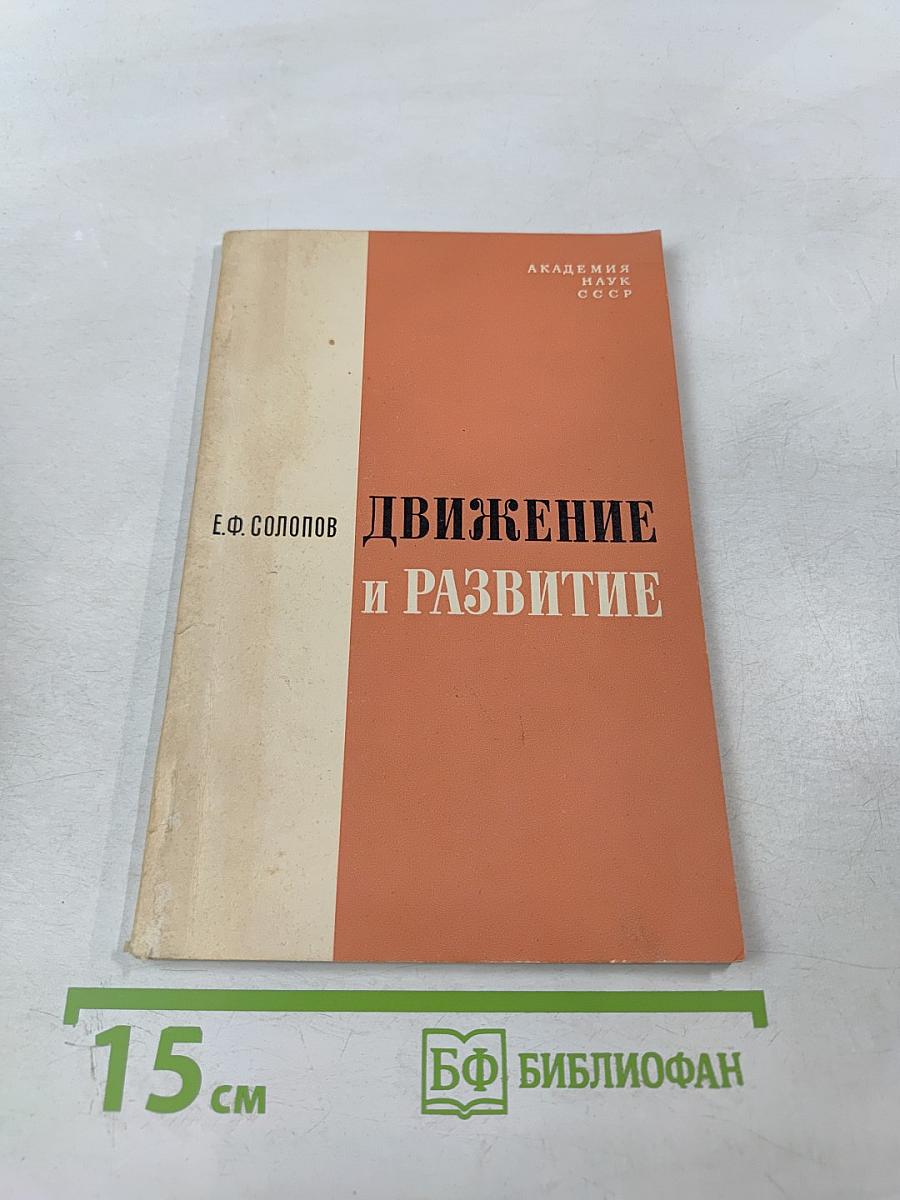 АКАДЕМИЯ
НАУК
СССР
Е.Ф. СОЛОПОВ
ДВИЖЕНИЕ
и РАЗВИТИЕ
15 см
БФ БИБЛИОФАН